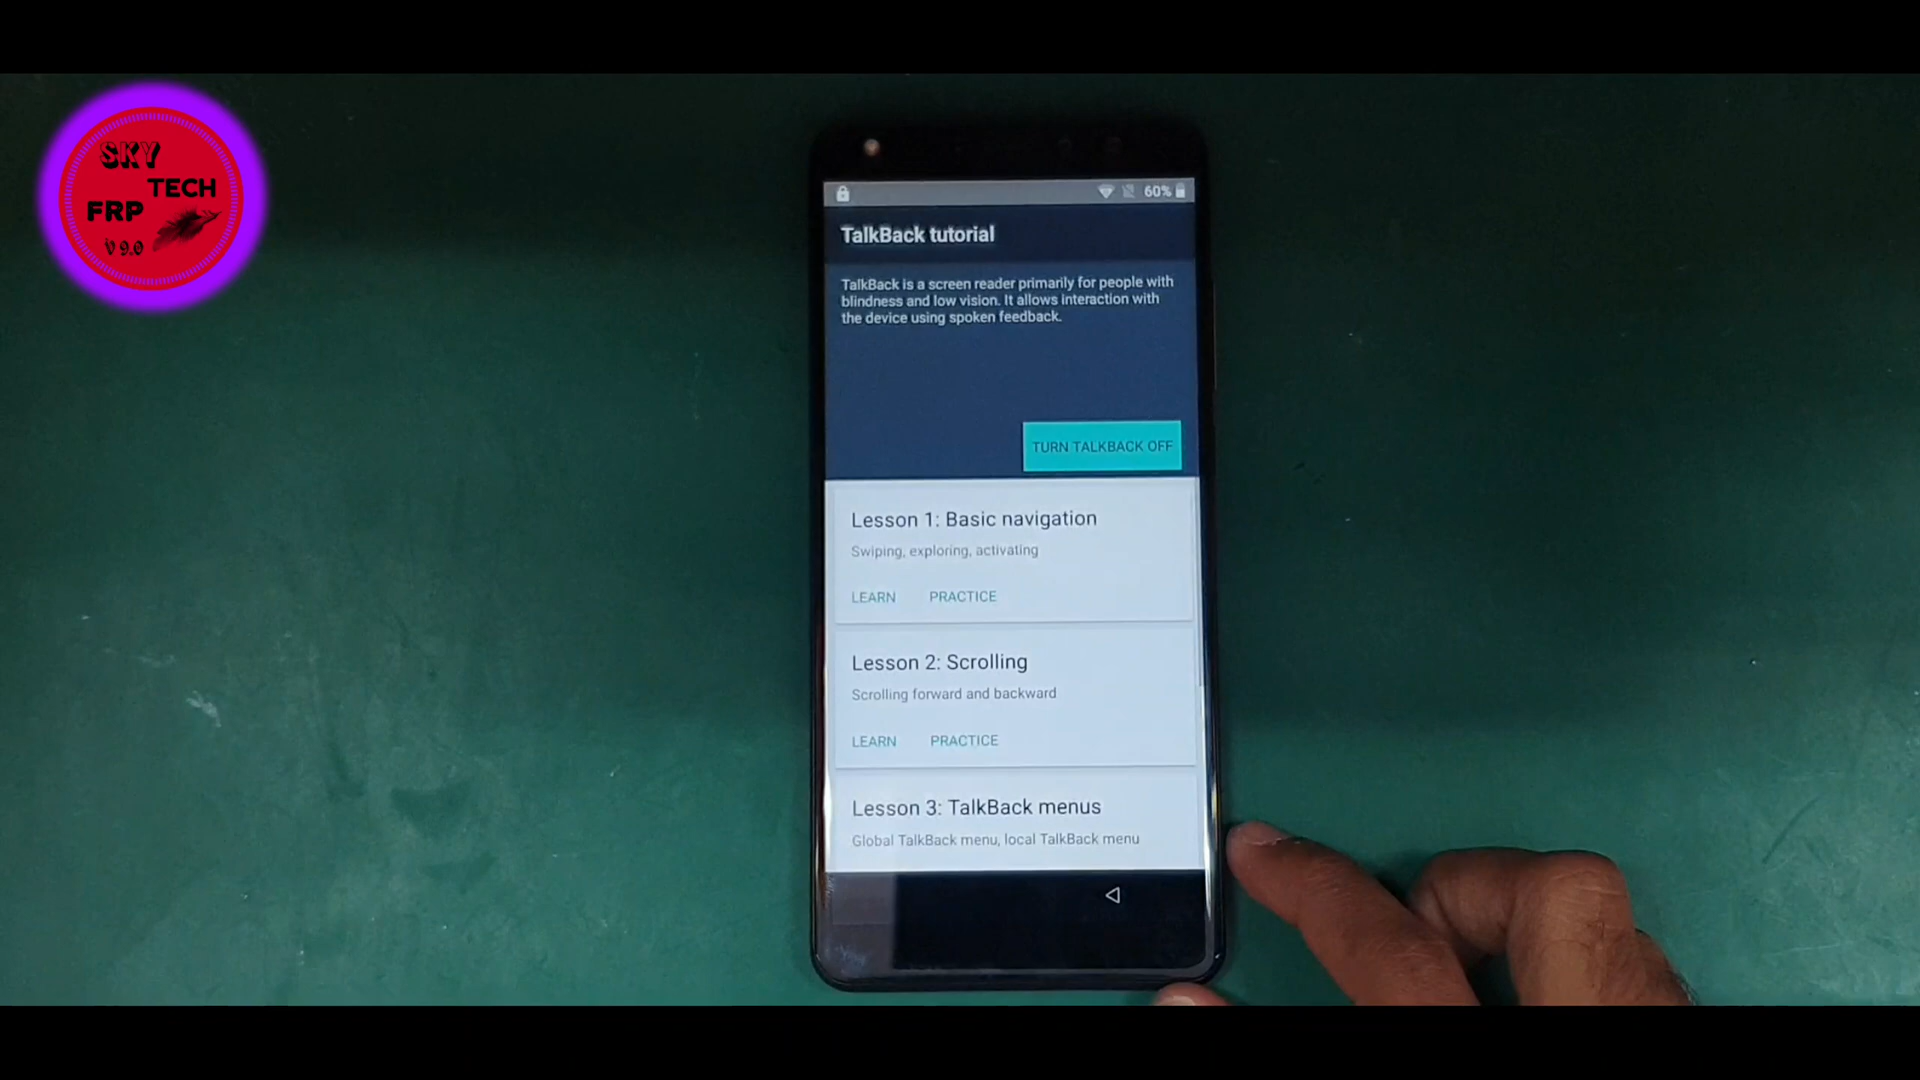 SKY
TECH
FRP
V 9.0
60%
TalkBack tutorial
TalkBack is a screen reader primarily for people with
blindness and low vision. It allows interaction with
the device using spoken feedback.
TURN TALKBACK OFF
Lesson 1: Basic navigation
Swiping, exploring, activating
LEARN PRACTICE
Lesson 2: Scrolling
Scrolling forward and backward
LEARN PRACTICE
Lesson 3: TalkBack menus
Global TalkBack menu, local TalkBack menu